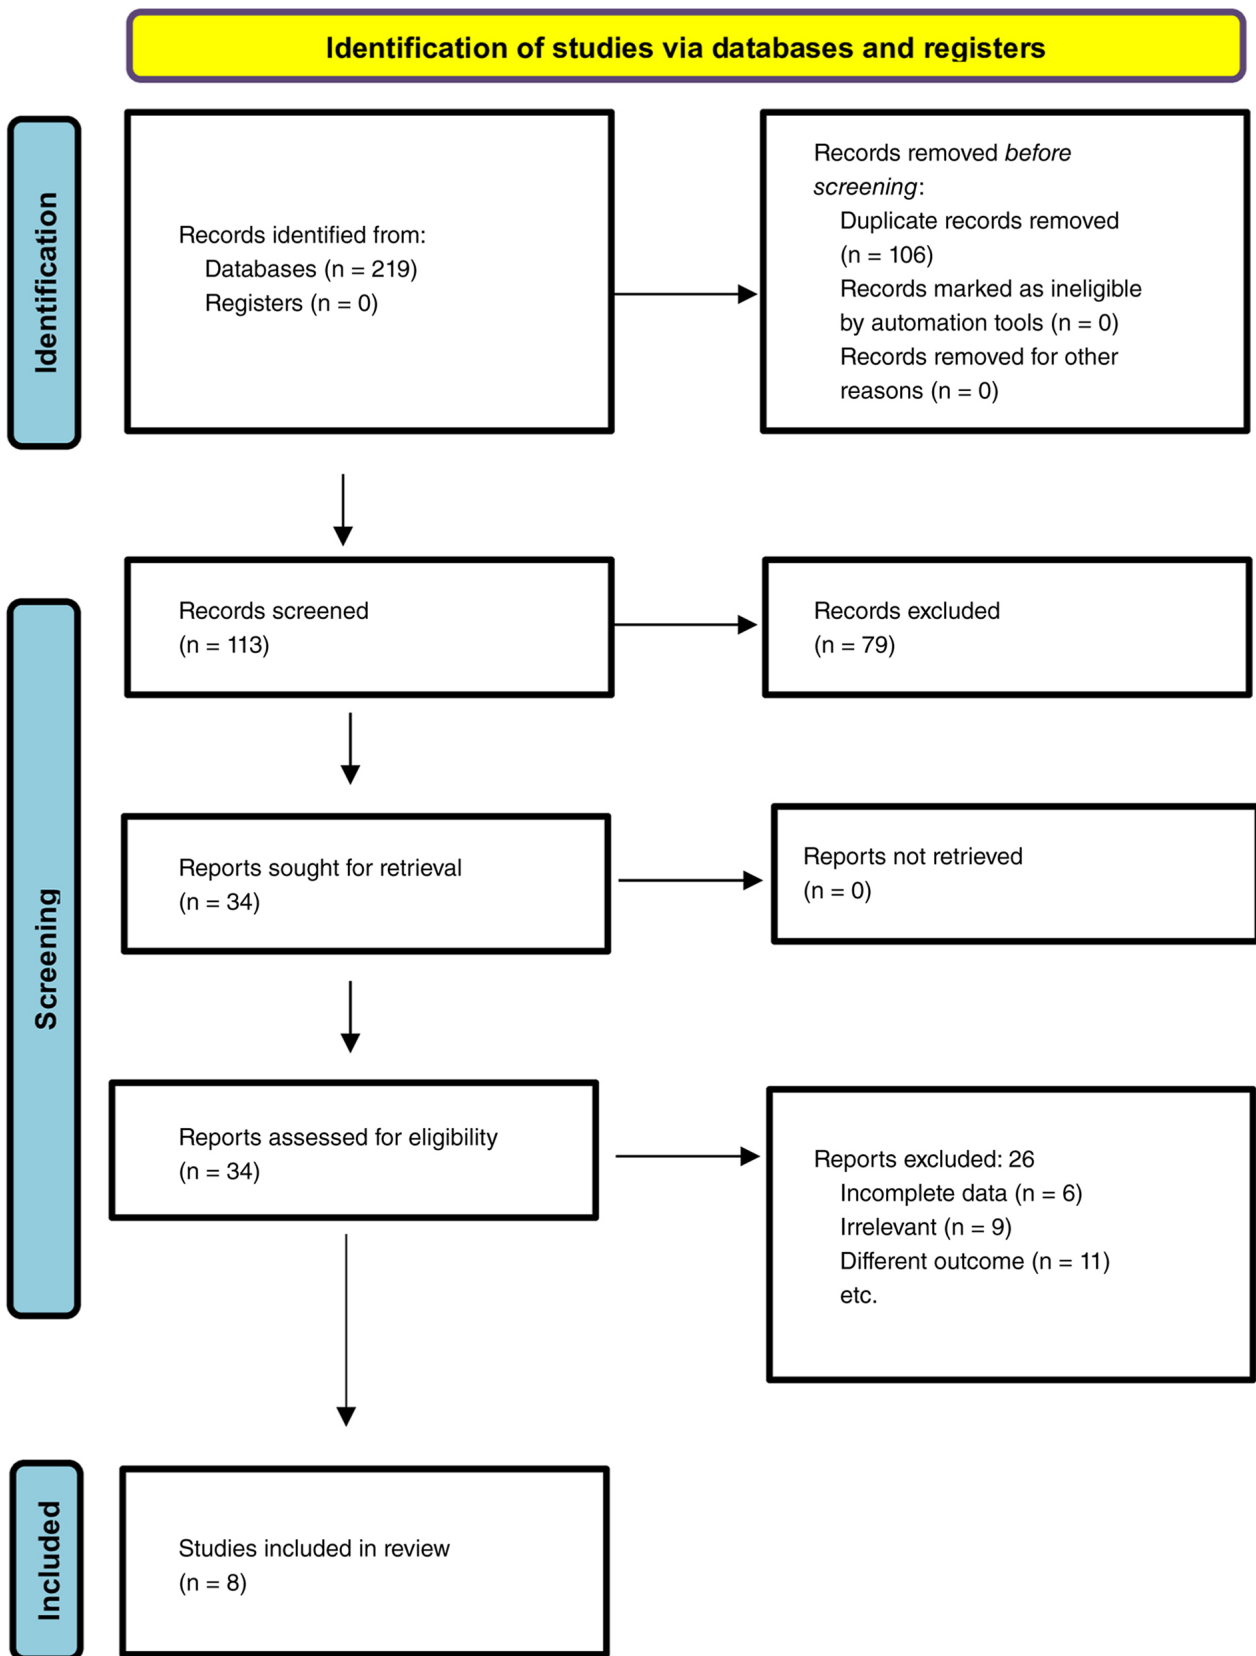 Identification of studies via databases and registers
Identification
Records identified from:
Databases (n = 219)
Registers (n = 0)
Records removed before
screening:
Duplicate records removed
(n = 106)
Records marked as ineligible
by automation tools (n = 0)
Records removed for other
reasons (n = 0)
Screening
Records screened
(n = 113)
Records excluded
(n = 79)
Reports sought for retrieval
(n = 34)
Reports not retrieved
(n = 0)
Reports assessed for eligibility
(n = 34)
Reports excluded: 26
Incomplete data (n = 6)
Irrelevant (n = 9)
Different outcome (n = 11)
etc.
Included
Studies included in review
(n = 8)